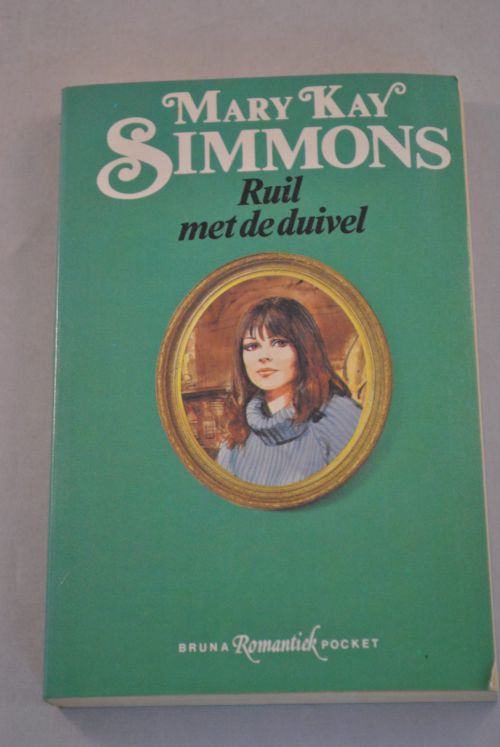 MARY KAY
SIMMONS
Ruil
met de duivel
BRUNA Romantiek POCKET